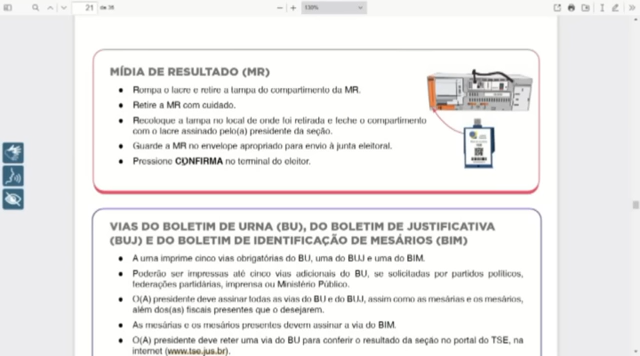 21 de 36
130%
MÍDIA DE RESULTADO (MR)
• Rompa o lacre e retire a tampa do compartimento da MR.
• Retire a MR com cuidado.
• Recoloque a tampa no local de onde foi retirada e feche o compartimento
com o lacre assinado pelo(a) presidente da seção.
• Guarde a MR no envelope apropriado para envio à junta eleitoral.
• Pressione CONFIRMA no terminal do eleitor.
VIAS DO BOLETIM DE URNA (BU), DO BOLETIM DE JUSTIFICATIVA
(BUJ) E DO BOLETIM DE IDENTIFICAÇÃO DE MESÁRIOS (BIM)
• A urna imprime cinco vias obrigatórias do BU, uma do BUJ e uma do BIM.
• Poderão ser impressas até cinco vias adicionais do BU, se solicitadas por partidos políticos,
federações partidárias, imprensa ou Ministério Público.
• O(A) presidente deve assinar todas as vias do BU e do BUJ, assim como as mesárias e os mesários,
além dos(as) fiscais presentes que o desejarem.
• As mesárias e os mesários presentes devem assinar a via do BIM.
• O(A) presidente deve reter uma via do BU para conferir o resultado da seção no portal do TSE, na
internet (www.tse.jus.br).